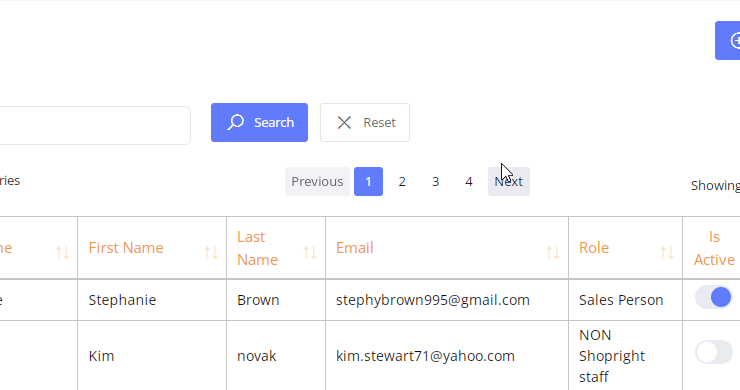 Search
Reset
ries
Previous 1 2 3 4 Next
Showing
me First Name Last Name Email Role Is Active
e Stephanie Brown stephybrown995@gmail.com Sales Person
Kim novak kim.stewart71@yahoo.com NON Shopright staff